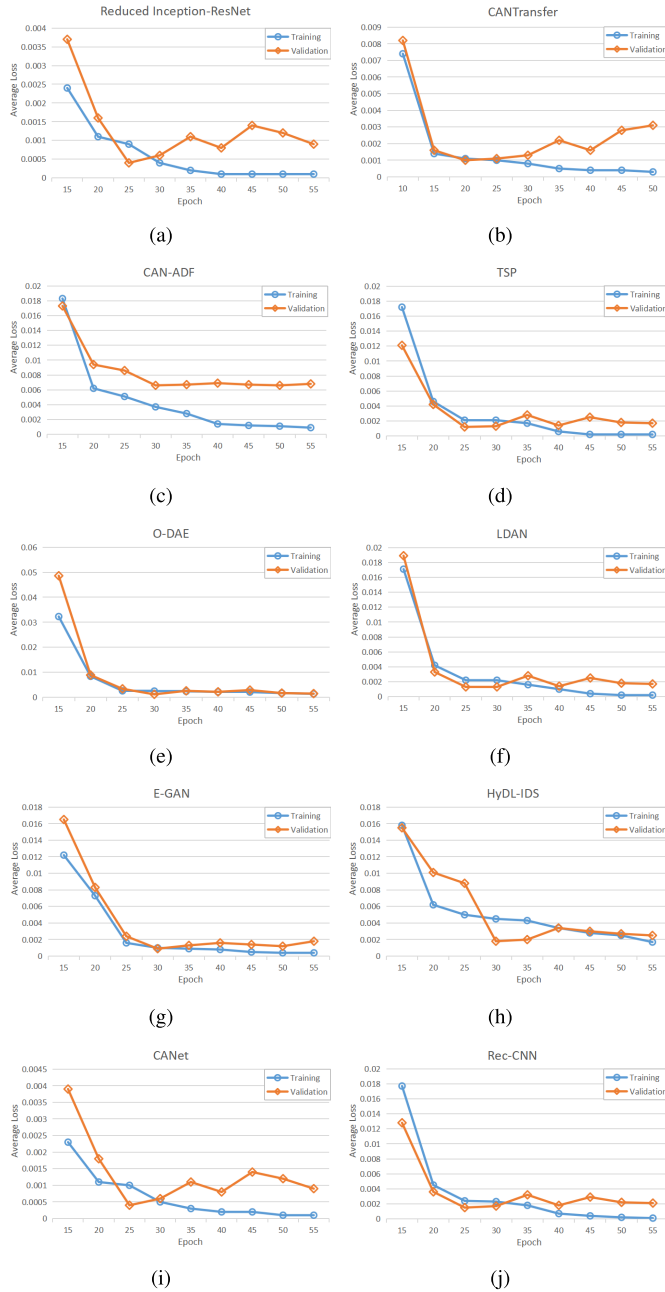 Reduced Inception-ResNet
Average Loss
0.004
0.0035
0.003
0.0025
0.002
0.0015
0.001
0.0005
0
15 20 25 30 35 40 45 50 55
Epoch
Training
Validation
(a)
CANTransfer
Average Loss
0.009
0.008
0.007
0.006
0.005
0.004
0.003
0.002
0.001
0
10 15 20 25 30 35 40 45 50
Epoch
Training
Validation
(b)
CAN-ADF
Average Loss
0.02
0.018
0.016
0.014
0.012
0.01
0.008
0.006
0.004
0.002
0
15 20 25 30 35 40 45 50 55
Epoch
Training
Validation
(c)
TSP
Average Loss
0.02
0.018
0.016
0.014
0.012
0.01
0.008
0.006
0.004
0.002
0
15 20 25 30 35 40 45 50 55
Epoch
Training
Validation
(d)
O-DAE
Average Loss
0.06
0.05
0.04
0.03
0.02
0.01
0
15 20 25 30 35 40 45 50 55
Epoch
Training
Validation
(e)
LDAN
Average Loss
0.02
0.018
0.016
0.014
0.012
0.01
0.008
0.006
0.004
0.002
0
15 20 25 30 35 40 45 50 55
Epoch
Training
Validation
(f)
E-GAN
Average Loss
0.018
0.016
0.014
0.012
0.01
0.008
0.006
0.004
0.002
0
15 20 25 30 35 40 45 50 55
Epoch
Training
Validation
(g)
HyDL-IDS
Average Loss
0.018
0.016
0.014
0.012
0.01
0.008
0.006
0.004
0.002
0
15 20 25 30 35 40 45 50 55
Epoch
Training
Validation
(h)
CANet
Average Loss
0.0045
0.004
0.0035
0.003
0.0025
0.002
0.0015
0.001
0.0005
0
15 20 25 30 35 40 45 50 55
Epoch
Training
Validation
(i)
Rec-CNN
Average Loss
0.02
0.018
0.016
0.014
0.012
0.01
0.008
0.006
0.004
0.002
0
15 20 25 30 35 40 45 50 55
Epoch
Training
Validation
(j)